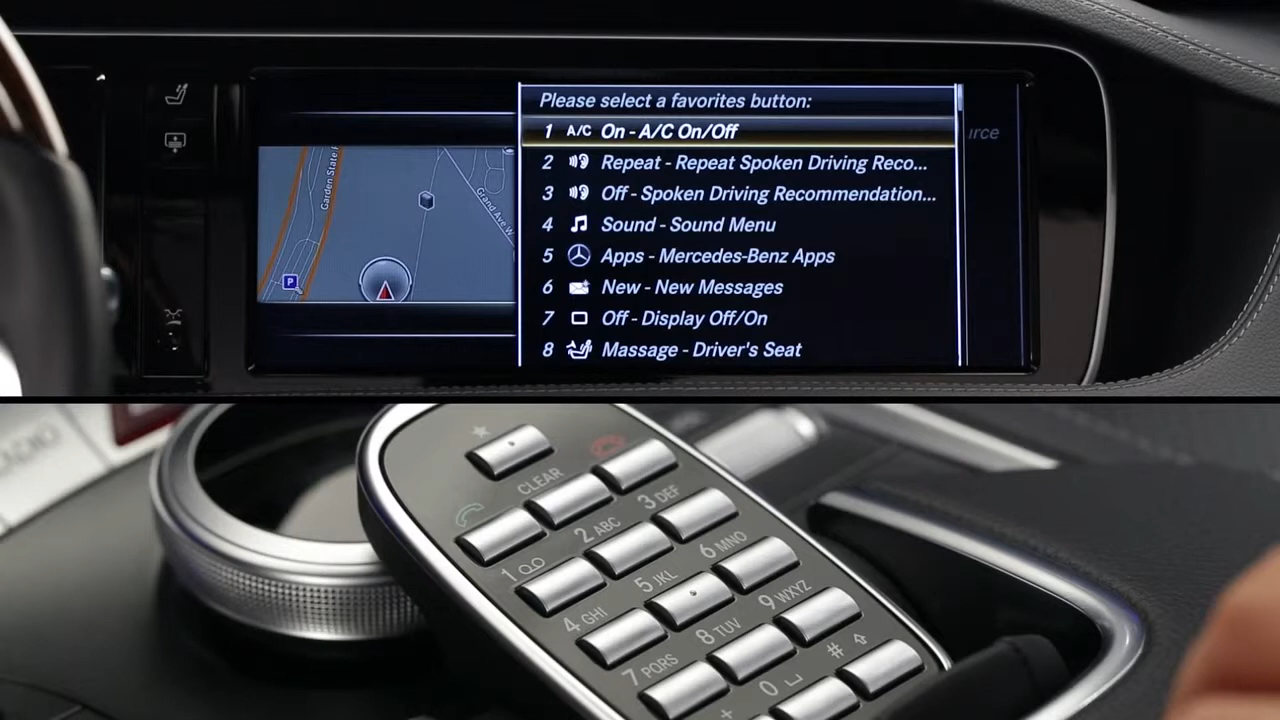 Please select a favorites button:
1 A/C On - A/C On/Off
2 Repeat - Repeat Spoken Driving Reco...
3 Off - Spoken Driving Recommendation...
4 Sound - Sound Menu
5 Apps - Mercedes-Benz Apps
6 New - New Messages
7 Off - Display Off/On
8 Massage - Driver's Seat
Grand Ave W
P
CLEAR
1
2 ABC
3 DEF
4 GHI
5 JKL
6 MNO
7 PQRS
8 TUV
9 WXYZ
+
0
#